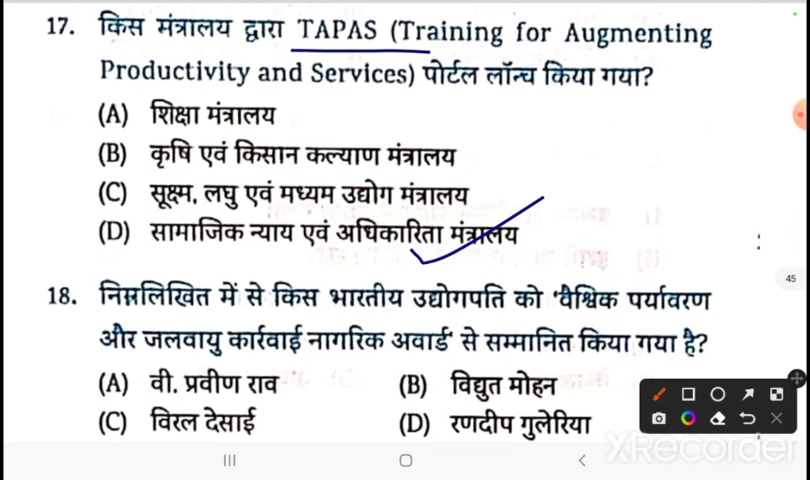 17. किस मंत्रालय द्वारा TAPAS (Training for Augmenting
Productivity and Services) पोर्टल लॉन्च किया गया?
(A) शिक्षा मंत्रालय
(B) कृषि एवं किसान कल्याण मंत्रालय
(C) सूक्ष्म, लघु एवं मध्यम उद्योग मंत्रालय
(D) सामाजिक न्याय एवं अधिकारिता मंत्रालय
45
18. निम्नलिखित में से किस भारतीय उद्योगपति को 'वैश्विक पर्यावरण
और जलवायु कार्रवाई नागरिक अवार्ड' से सम्मानित किया गया है?
(A) वी. प्रवीण राव (B) विद्युत मोहन
(C) विरल देसाई (D) रणदीप गुलेरिया
XRecorder